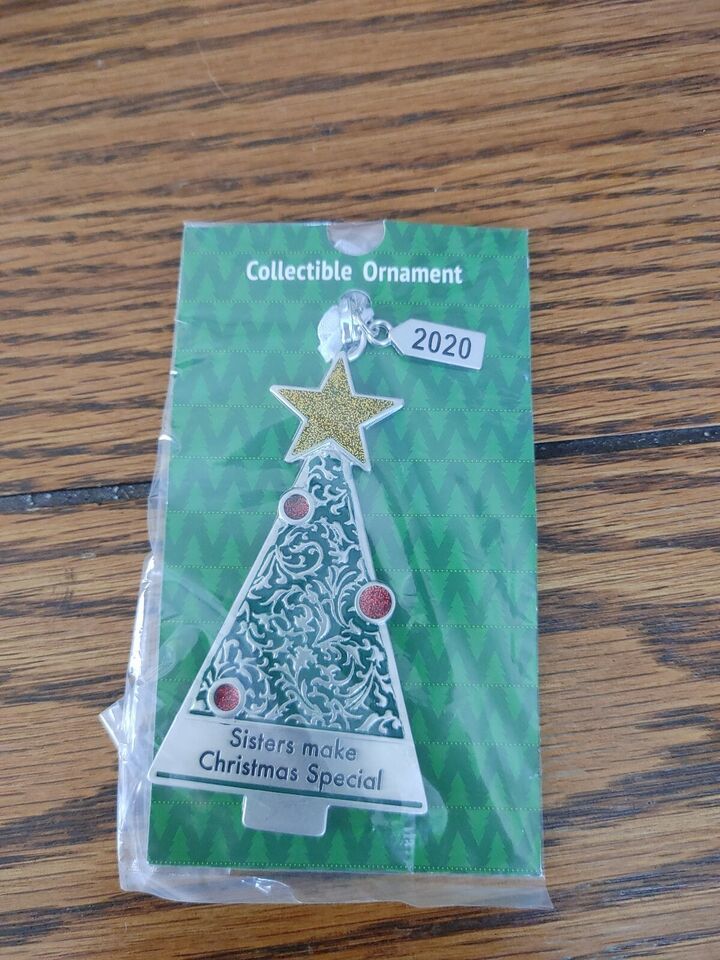 Collectible Ornament
2020
Sisters make
Christmas Special